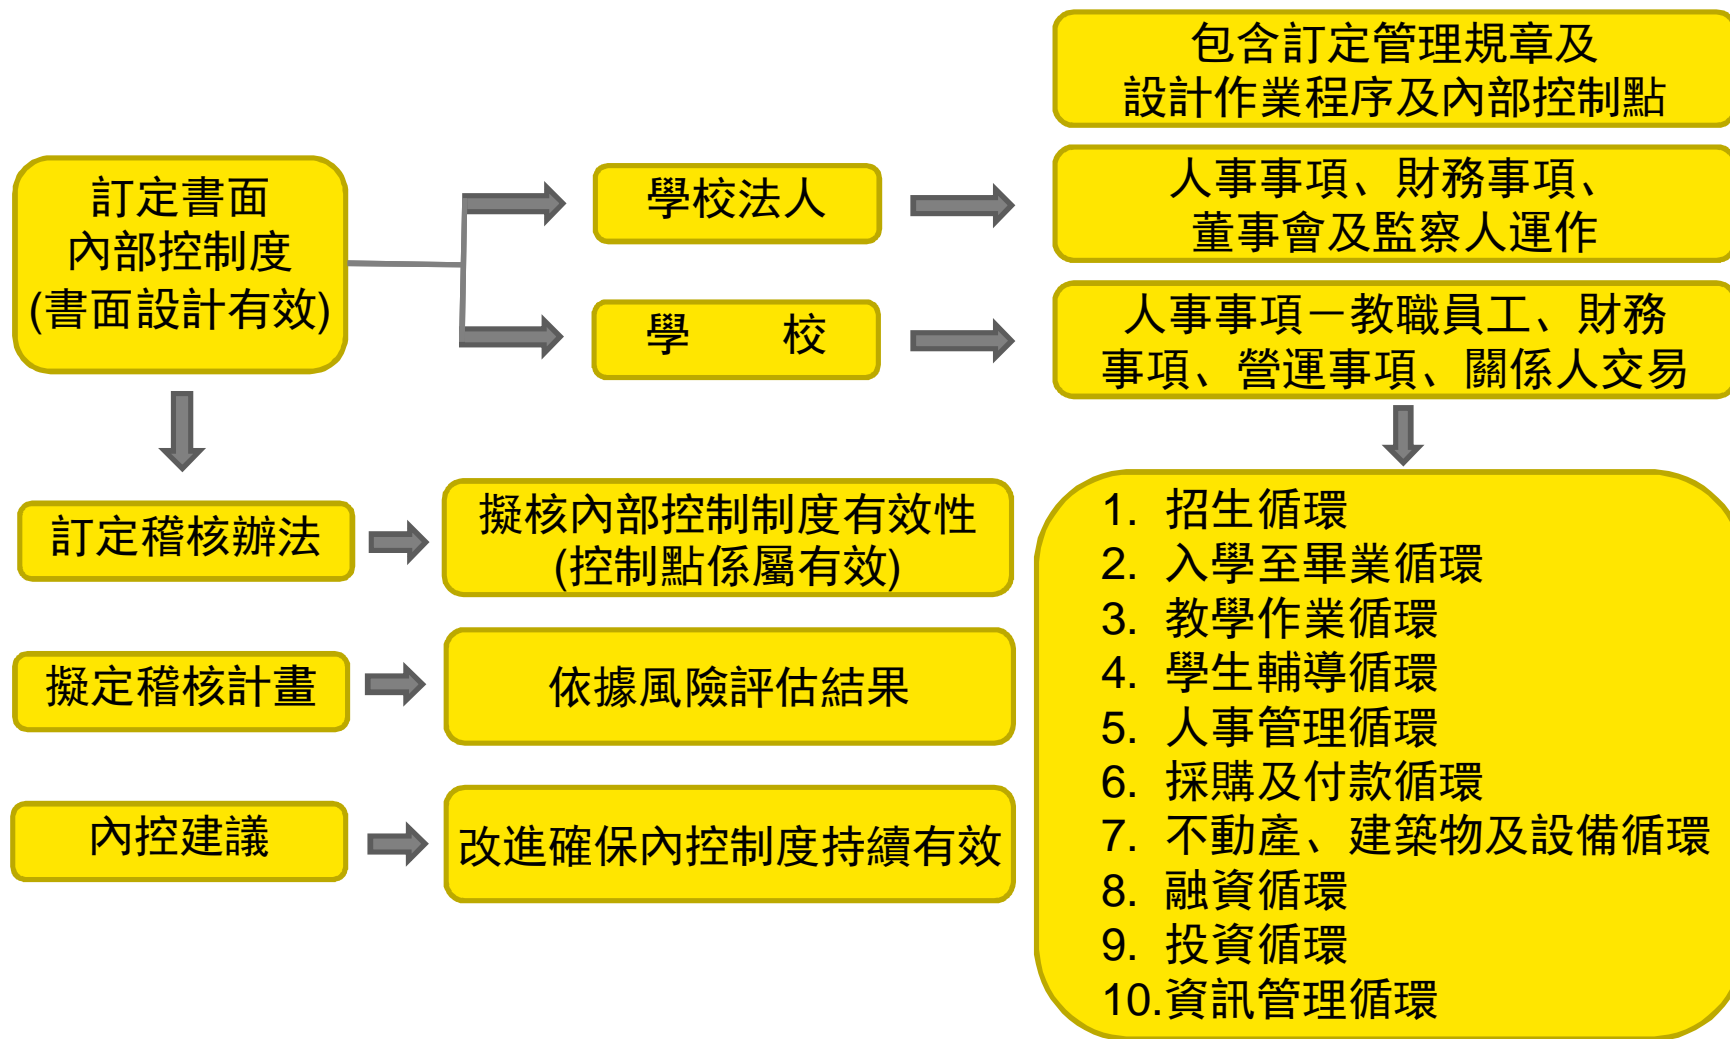 包含訂定管理規章及
設計作業程序及內部控制點
訂定書面
內部控制度
(書面設計有效)
學校法人
人事事項、財務事項、
董事會及監察人運作
學　　校
人事事項－教職員工、財務
事項、營運事項、關係人交易
訂定稽核辦法
擬核內部控制制度有效性
(控制點係屬有效)
擬定稽核計畫
依據風險評估結果
內控建議
改進確保內控制度持續有效
1. 招生循環
2. 入學至畢業循環
3. 教學作業循環
4. 學生輔導循環
5. 人事管理循環
6. 採購及付款循環
7. 不動產、建築物及設備循環
8. 融資循環
9. 投資循環
10.資訊管理循環